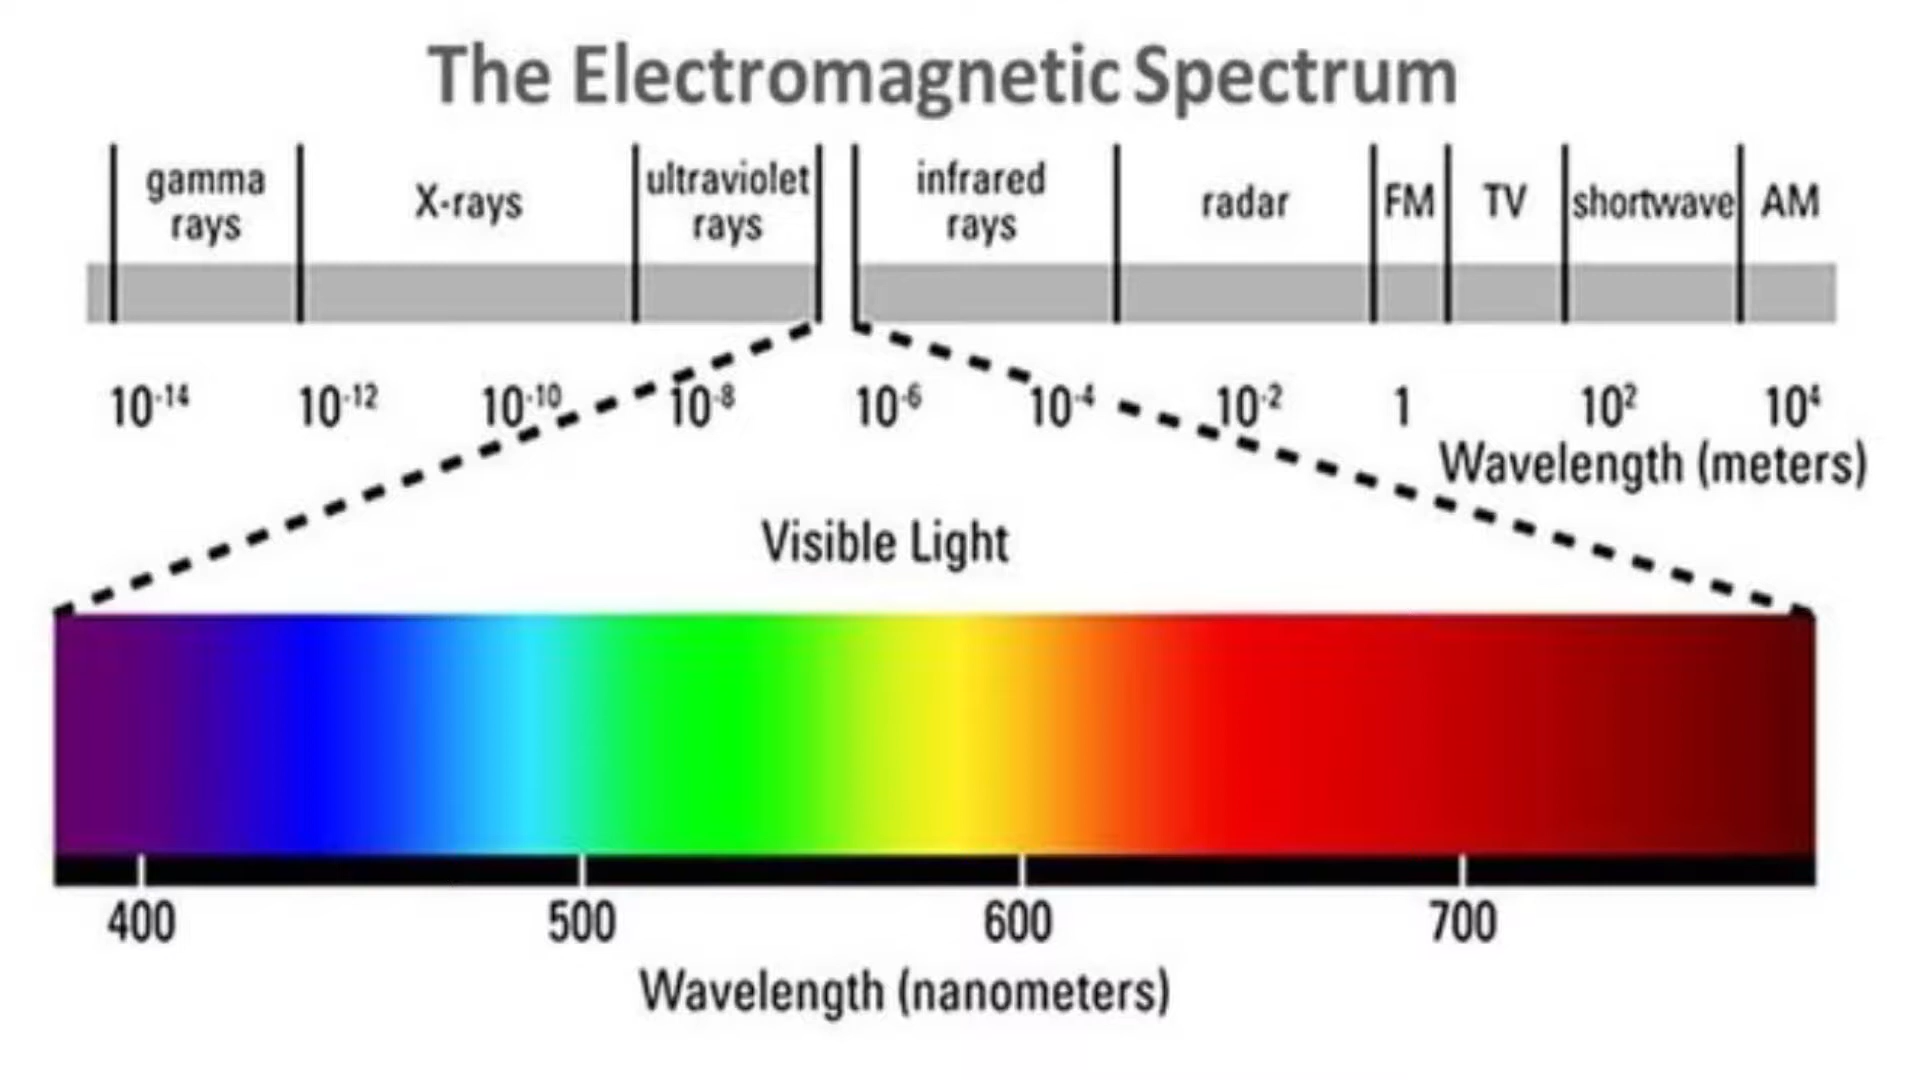 The Electromagnetic Spectrum
gamma rays X-rays ultraviolet rays infrared rays radar FM TV shortwave AM
10⁻¹⁴ 10⁻¹² 10⁻¹⁰ 10⁻⁸ 10⁻⁶ 10⁻⁴ 10⁻² 1 10² 10⁴
Wavelength (meters)
Visible Light
400 500 600 700
Wavelength (nanometers)